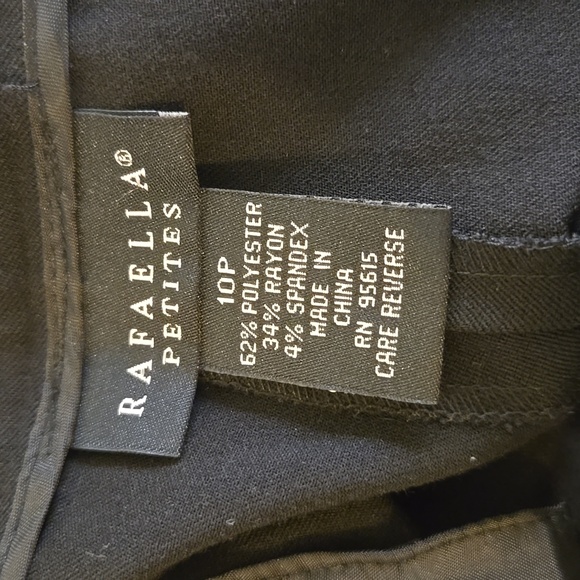 RAFAELLA®
PETITES
10P
62% POLYESTER
34% RAYON
4% SPANDEX
MADE IN
CHINA
RN 95615
CARE REVERSE